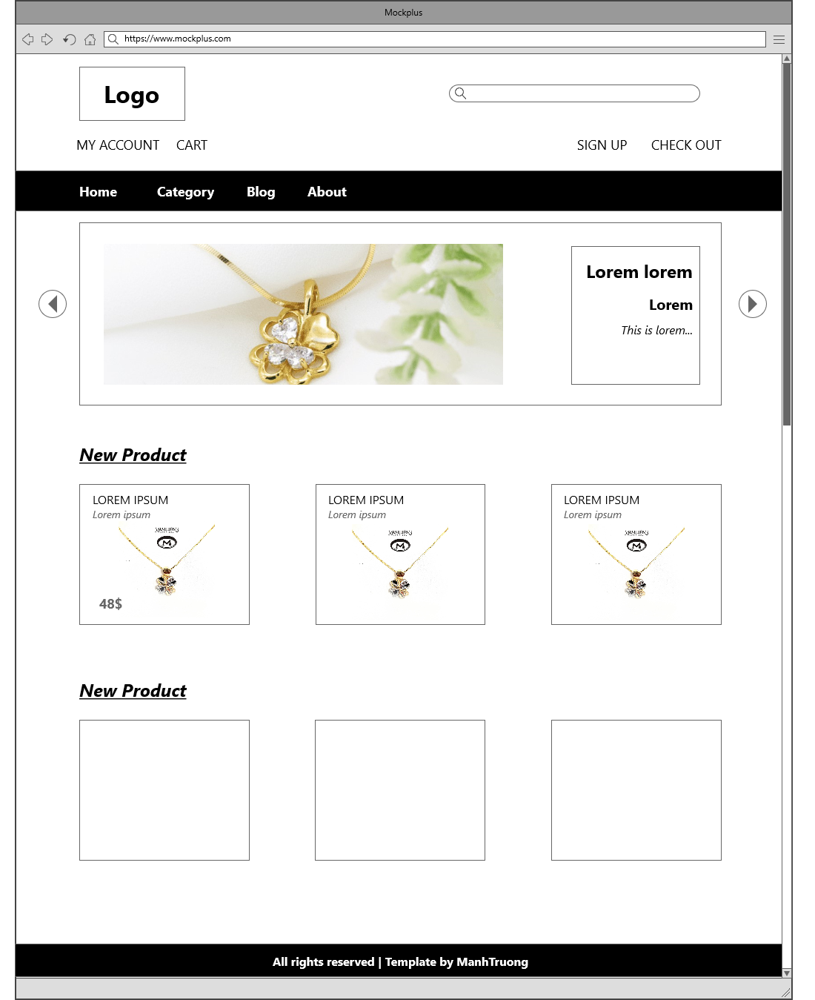 Mockplus
https://www.mockplus.com
Logo
MY ACCOUNT CART SIGN UP CHECK OUT
Home Category Blog About
Lorem lorem
Lorem
This is lorem...
New Product
LOREM IPSUM LOREM IPSUM LOREM IPSUM
Lorem ipsum Lorem ipsum Lorem ipsum
M M M
48$
New Product
All rights reserved | Template by ManhTruong